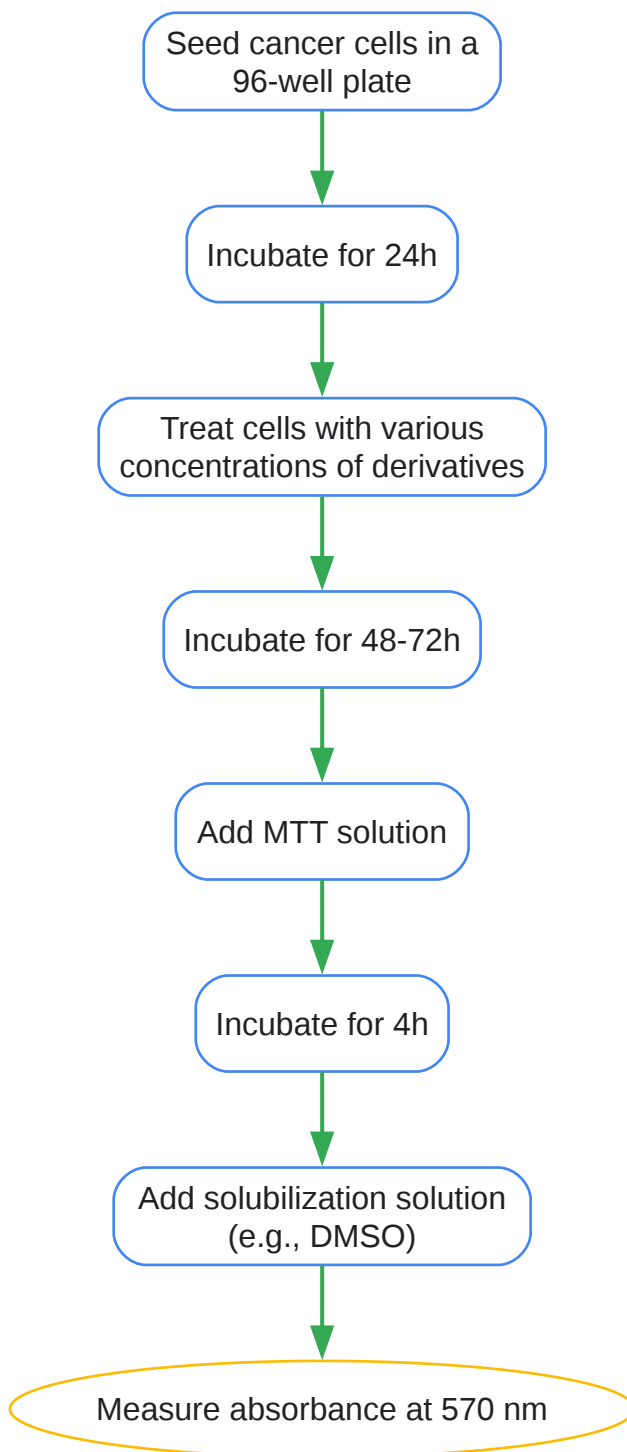 Seed cancer cells in a
96-well plate
Incubate for 24h
Treat cells with various
concentrations of derivatives
Incubate for 48-72h
Add MTT solution
Incubate for 4h
Add solubilization solution
(e.g., DMSO)
Measure absorbance at 570 nm